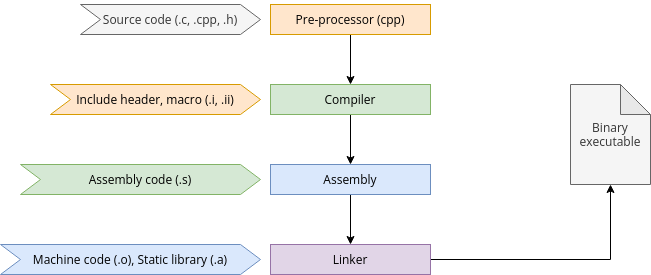 Source code (.c, .cpp, .h)
Pre-processor (cpp)
Include header, macro (.i, .ii)
Compiler
Binary
executable
Assembly code (.s)
Assembly
Machine code (.o), Static library (.a)
Linker